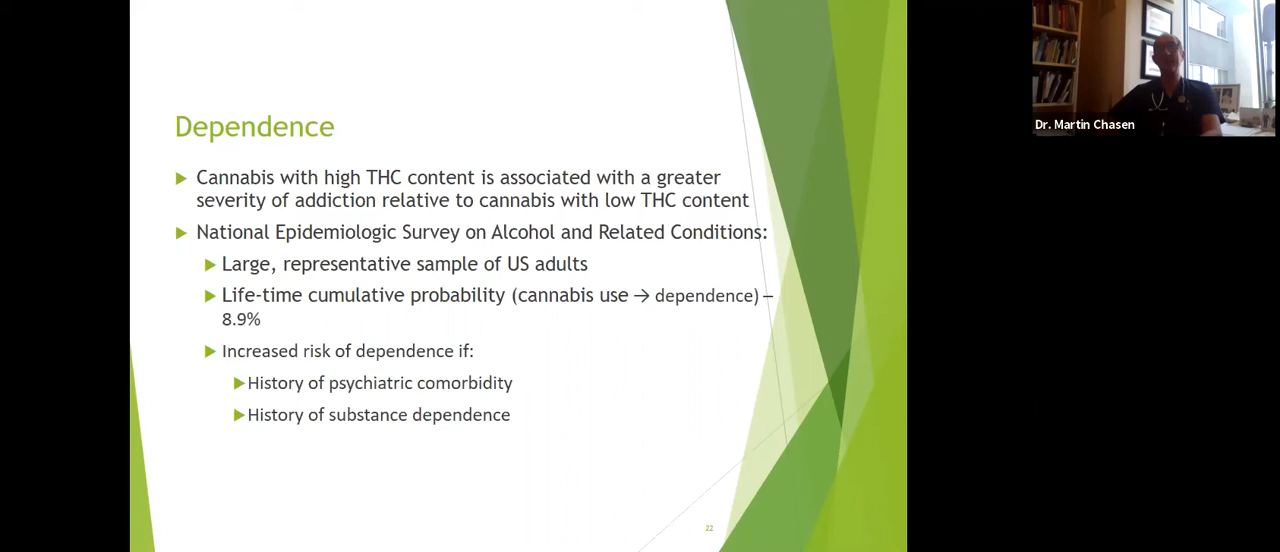 Dependence
Cannabis with high THC content is associated with a greater
severity of addiction relative to cannabis with low THC content
National Epidemiologic Survey on Alcohol and Related Conditions:
Large, representative sample of US adults
Life-time cumulative probability (cannabis use → dependence) –
8.9%
Increased risk of dependence if:
History of psychiatric comorbidity
History of substance dependence
22
Dr. Martin Chasen